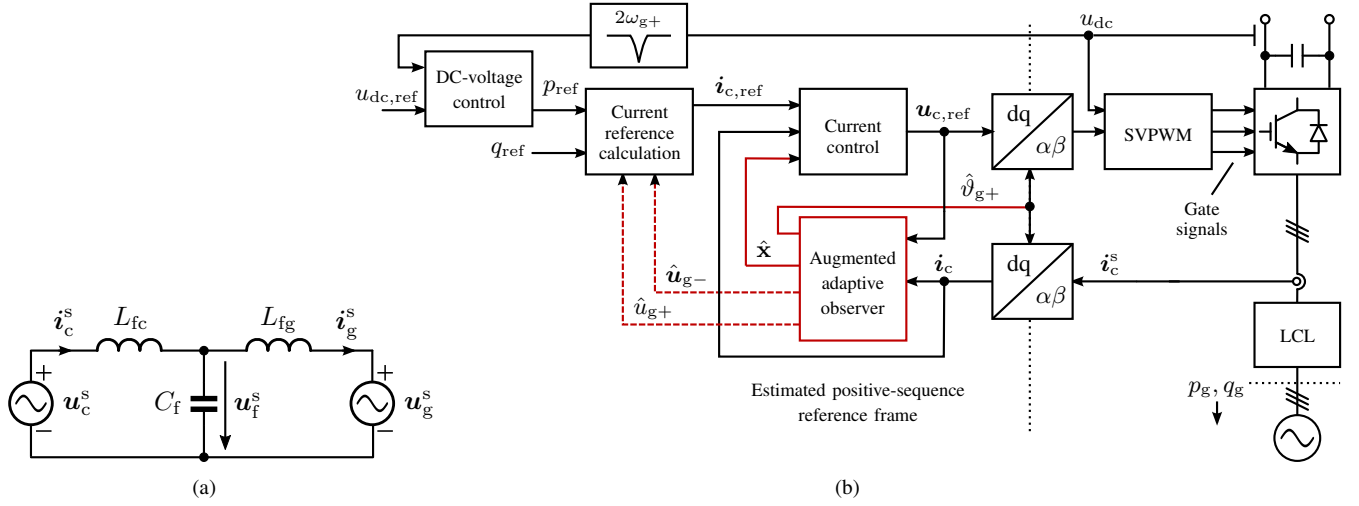 2ω_g+
u_dc
DC-voltage
control
u_dc,ref
p_ref
q_ref
Current
reference
calculation
i_c,ref
Current
control
u_c,ref
dq
αβ
SVPWM
Gate
signals
ϑ̂_g+
x̂
û_g−
û_g+
Augmented
adaptive
observer
i_c
dq
αβ
i_c^s
LCL
p_g, q_g
Estimated positive-sequence
reference frame
(b)
i_c^s
L_fc
L_fg
i_g^s
+
+
u_c^s
C_f
u_f^s
u_g^s
−
−
(a)